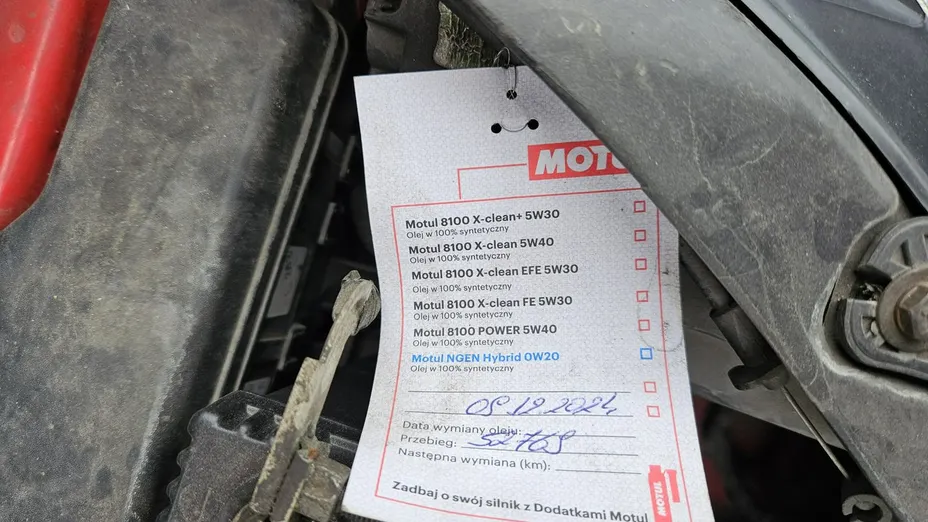 MOTU
Motul 8100 X-clean+ 5W30
Olej w 100% syntetyczny
Motul 8100 X-clean 5W40
Olej w 100% syntetyczny
Motul 8100 X-clean EFE 5W30
Olej w 100% syntetyczny
Motul 8100 X-clean FE 5W30
Olej w 100% syntetyczny
Motul 8100 POWER 5W40
Olej w 100% syntetyczny
Motul NGEN Hybrid 0W20
Olej w 100% syntetyczny
09.12.2024
Data wymiany oleju:
Przebieg: 52769
Następna wymiana (km):
Zadbaj o swój silnik z Dodatkami Motul
MOTUL